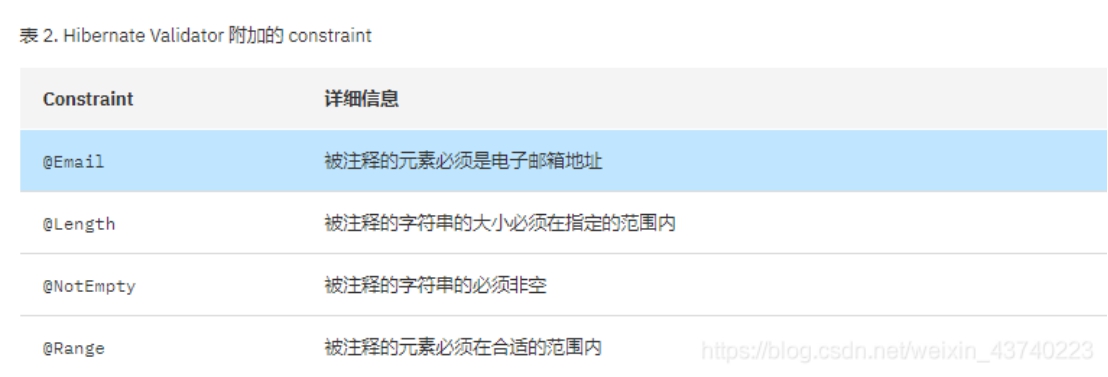 表 2. Hibernate Validator 附加的 constraint
Constraint 详细信息
@Email 被注释的元素必须是电子邮箱地址
@Length 被注释的字符串的大小必须在指定的范围内
@NotEmpty 被注释的字符串的必须非空
@Range 被注释的元素必须在合适的范围内
https://blog.csdn.net/weixin_43740223